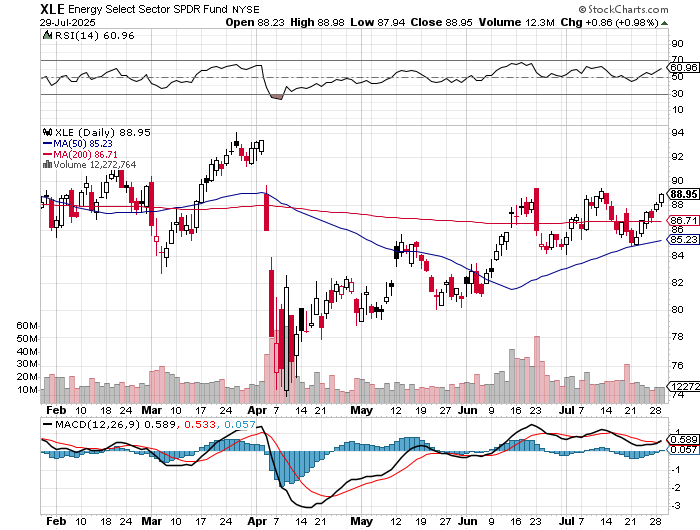 XLE Energy Select Sector SPDR Fund NYSE © StockCharts.com
29-Jul-2025 Open 88.23 High 88.98 Low 87.94 Close 88.95 Volume 12.3M Chg +0.86 (+0.98%)
RSI(14) 60.96
90
70
60.96
50
30
10
XLE (Daily) 88.95
MA(50) 85.23
MA(200) 86.71
Volume 12,272,764
94
92
90
88.95
88
86.71
86
85.23
84
82
80
78
76
74
60M
50M
40M
30M
20M
10M
12272
Feb 10 18 24 Mar 10 17 24 Apr 7 14 21 May 12 19 27 Jun 9 16 23 Jul 7 14 21 28
MACD(12,26,9) 0.589, 0.533, 0.057
1
0.589
0.057
-1
-2
-3
Feb 10 18 24 Mar 10 17 24 Apr 7 14 21 May 12 19 27 Jun 9 16 23 Jul 7 14 21 28